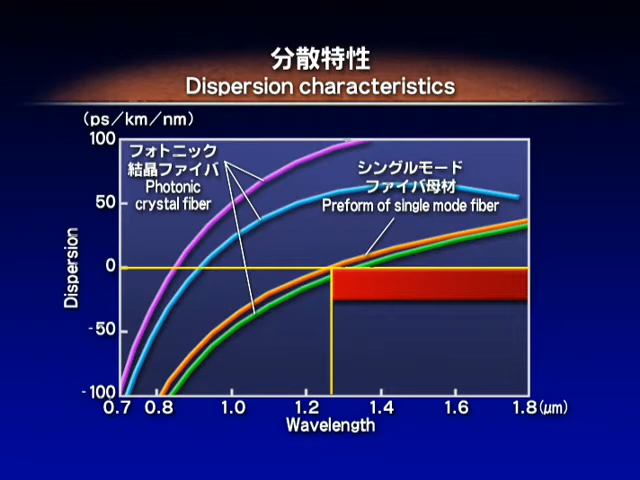 分散特性
Dispersion characteristics
(ps/km/nm)
100
50
0
-50
-100
Dispersion
フォトニック
結晶ファイバ
Photonic
crystal fiber
シングルモード
ファイバ母材
Preform of single mode fiber
0.7 0.8 1.0 1.2 1.4 1.6 1.8(μm)
Wavelength